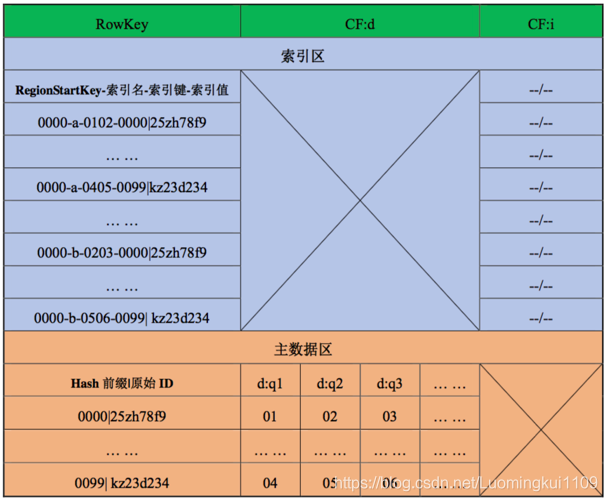 RowKey CF:d CF:i
索引区
RegionStartKey-索引名-索引键-索引值 --/--
0000-a-0102-0000|25zh78f9 --/--
… … --/--
0000-a-0405-0099|kz23d234 --/--
… … --/--
0000-b-0203-0000|25zh78f9 --/--
… … --/--
0000-b-0506-0099| kz23d234 --/--
主数据区
Hash 前缀|原始 ID d:q1 d:q2 d:q3 … …
0000|25zh78f9 01 02 03 … …
… … … … … … … … … …
0099| kz23d234 04 05 06 … …
https://blog.csdn.net/Luomingkui1109